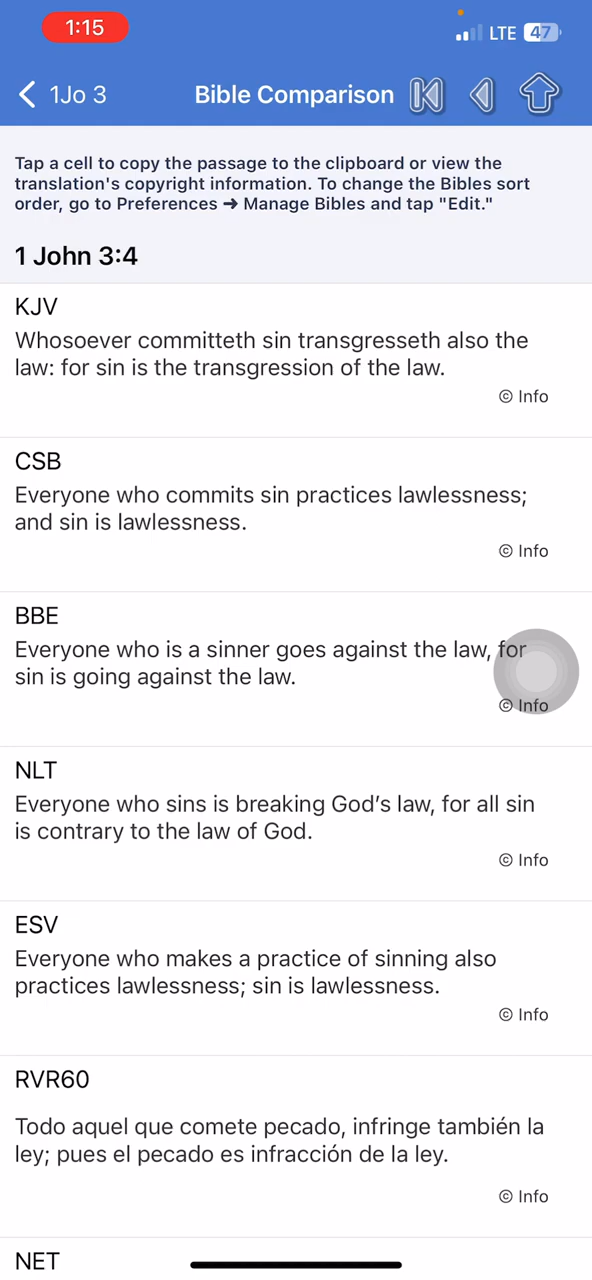 1:15
LTE 47
1Jo 3 Bible Comparison
Tap a cell to copy the passage to the clipboard or view the
translation's copyright information. To change the Bibles sort
order, go to Preferences ➔ Manage Bibles and tap "Edit."
1 John 3:4
KJV
Whosoever committeth sin transgresseth also the
law: for sin is the transgression of the law.
© Info
CSB
Everyone who commits sin practices lawlessness;
and sin is lawlessness.
© Info
BBE
Everyone who is a sinner goes against the law, for
sin is going against the law.
© Info
NLT
Everyone who sins is breaking God’s law, for all sin
is contrary to the law of God.
© Info
ESV
Everyone who makes a practice of sinning also
practices lawlessness; sin is lawlessness.
© Info
RVR60
Todo aquel que comete pecado, infringe también la
ley; pues el pecado es infracción de la ley.
© Info
NET